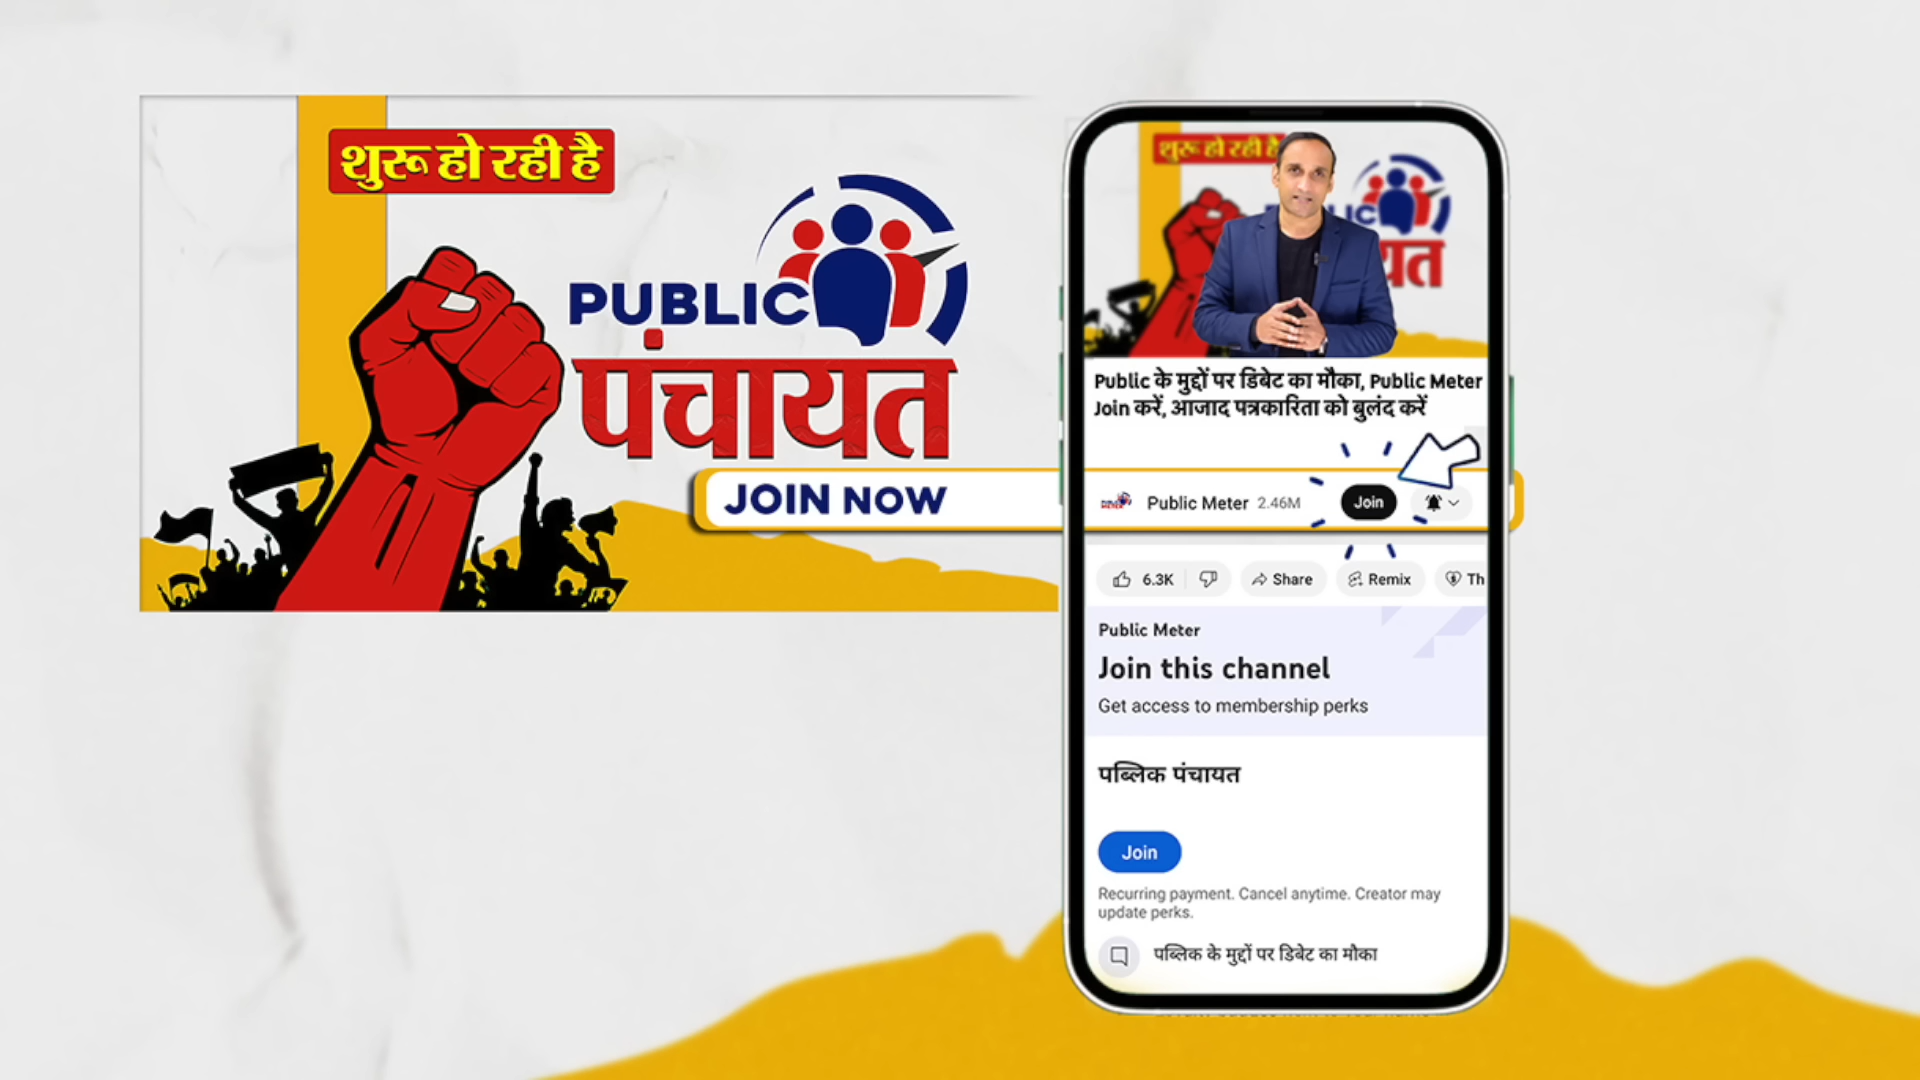 शुरू हो रही है
PUBLIC
पंचायत
JOIN NOW
शुरू हो रही है
Public के मुद्दों पर डिबेट का मौका, Public Meter
Join करें, आजाद पत्रकारिता को बुलंद करें
Public Meter 2.46M Join
6.3K Share Remix Th
Public Meter
Join this channel
Get access to membership perks
पब्लिक पंचायत
Join
Recurring payment. Cancel anytime. Creator may
update perks.
पब्लिक के मुद्दों पर डिबेट का मौका